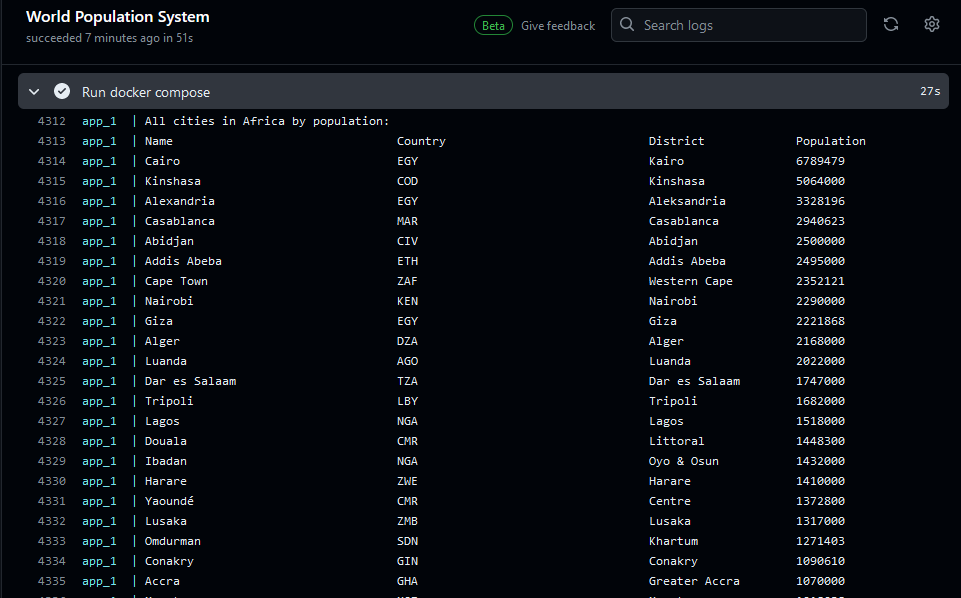 World Population System
succeeded 7 minutes ago in 51s
Beta Give feedback Search logs
Run docker compose 27s
4312 app_1 | All cities in Africa by population:
4313 app_1 | Name Country District Population
4314 app_1 | Cairo EGY Kairo 6789479
4315 app_1 | Kinshasa COD Kinshasa 5064000
4316 app_1 | Alexandria EGY Aleksandria 3328196
4317 app_1 | Casablanca MAR Casablanca 2940623
4318 app_1 | Abidjan CIV Abidjan 2500000
4319 app_1 | Addis Abeba ETH Addis Abeba 2495000
4320 app_1 | Cape Town ZAF Western Cape 2352121
4321 app_1 | Nairobi KEN Nairobi 2290000
4322 app_1 | Giza EGY Giza 2221868
4323 app_1 | Alger DZA Alger 2168000
4324 app_1 | Luanda AGO Luanda 2022000
4325 app_1 | Dar es Salaam TZA Dar es Salaam 1747000
4326 app_1 | Tripoli LBY Tripoli 1682000
4327 app_1 | Lagos NGA Lagos 1518000
4328 app_1 | Douala CMR Littoral 1448300
4329 app_1 | Ibadan NGA Oyo & Osun 1432000
4330 app_1 | Harare ZWE Harare 1410000
4331 app_1 | Yaoundé CMR Centre 1372800
4332 app_1 | Lusaka ZMB Lusaka 1317000
4333 app_1 | Omdurman SDN Khartum 1271403
4334 app_1 | Conakry GIN Conakry 1090610
4335 app_1 | Accra GHA Greater Accra 1070000